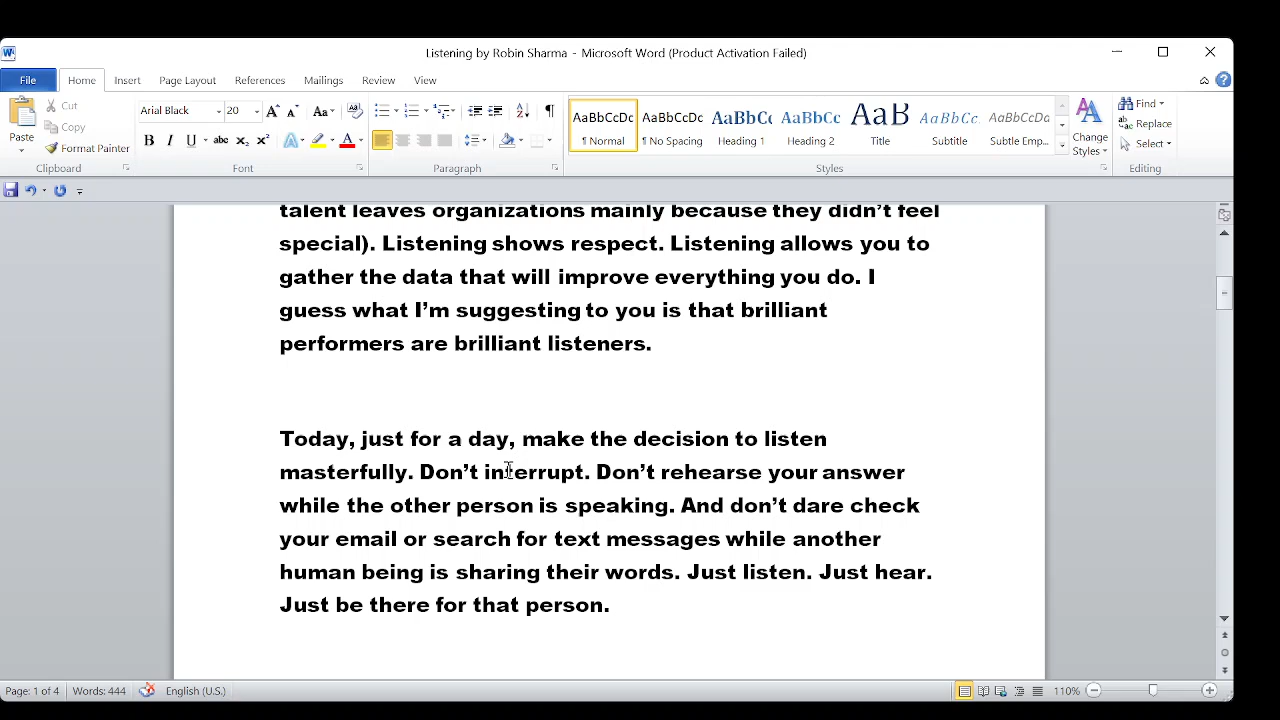 Listening by Robin Sharma - Microsoft Word (Product Activation Failed)
File Home Insert Page Layout References Mailings Review View
Paste Cut Copy Format Painter
Arial Black 20
AaBbCcDc AaBbCcDc AaBbC( AaBbCc AaB AaBbCc. AaBbCcDa
¶ Normal ¶ No Spacing Heading 1 Heading 2 Title Subtitle Subtle Emp...
Change Styles
Find Replace Select
Clipboard Font Paragraph Styles Editing
talent leaves organizations mainly because they didn’t feel
special). Listening shows respect. Listening allows you to
gather the data that will improve everything you do. I
guess what I’m suggesting to you is that brilliant
performers are brilliant listeners.
Today, just for a day, make the decision to listen
masterfully. Don’t interrupt. Don’t rehearse your answer
while the other person is speaking. And don’t dare check
your email or search for text messages while another
human being is sharing their words. Just listen. Just hear.
Just be there for that person.
Page: 1 of 4 Words: 444 English (U.S.) 110%